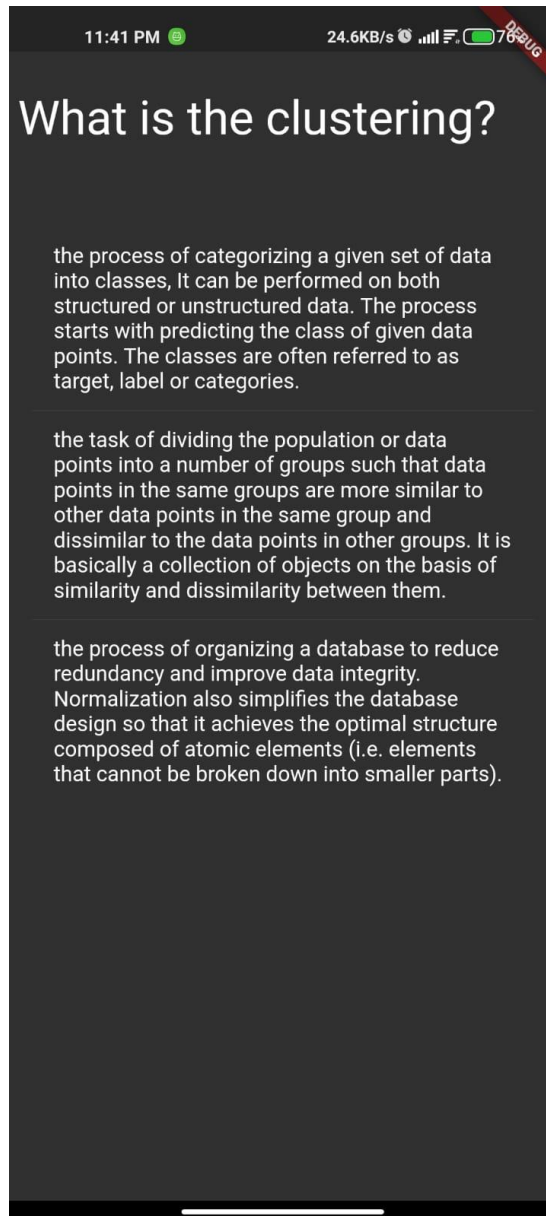 11:41 PM
24.6KB/s
DEBUG
What is the clustering?
the process of categorizing a given set of data
into classes, It can be performed on both
structured or unstructured data. The process
starts with predicting the class of given data
points. The classes are often referred to as
target, label or categories.
the task of dividing the population or data
points into a number of groups such that data
points in the same groups are more similar to
other data points in the same group and
dissimilar to the data points in other groups. It is
basically a collection of objects on the basis of
similarity and dissimilarity between them.
the process of organizing a database to reduce
redundancy and improve data integrity.
Normalization also simplifies the database
design so that it achieves the optimal structure
composed of atomic elements (i.e. elements
that cannot be broken down into smaller parts).